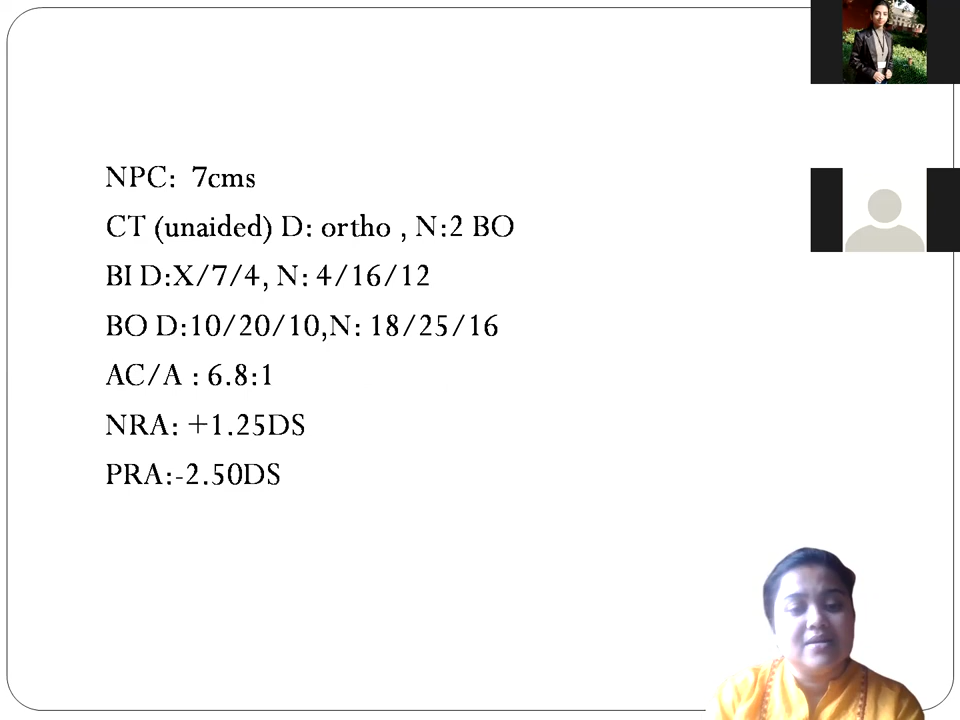 NPC:  7cms
CT (unaided) D: ortho , N:2 BO
BI D:X/7/4, N: 4/16/12
BO D:10/20/10,N: 18/25/16
AC/A : 6.8:1
NRA: +1.25DS
PRA:-2.50DS